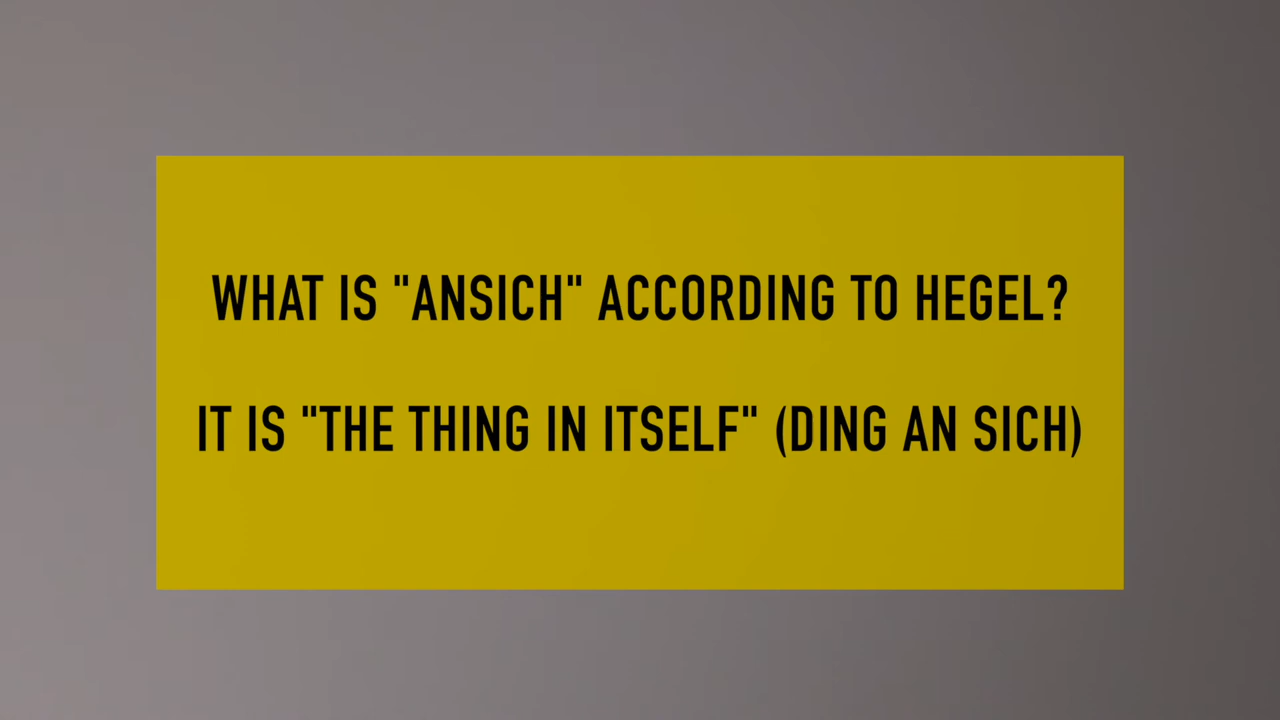 WHAT IS "ANSICH" ACCORDING TO HEGEL?
IT IS "THE THING IN ITSELF" (DING AN SICH)